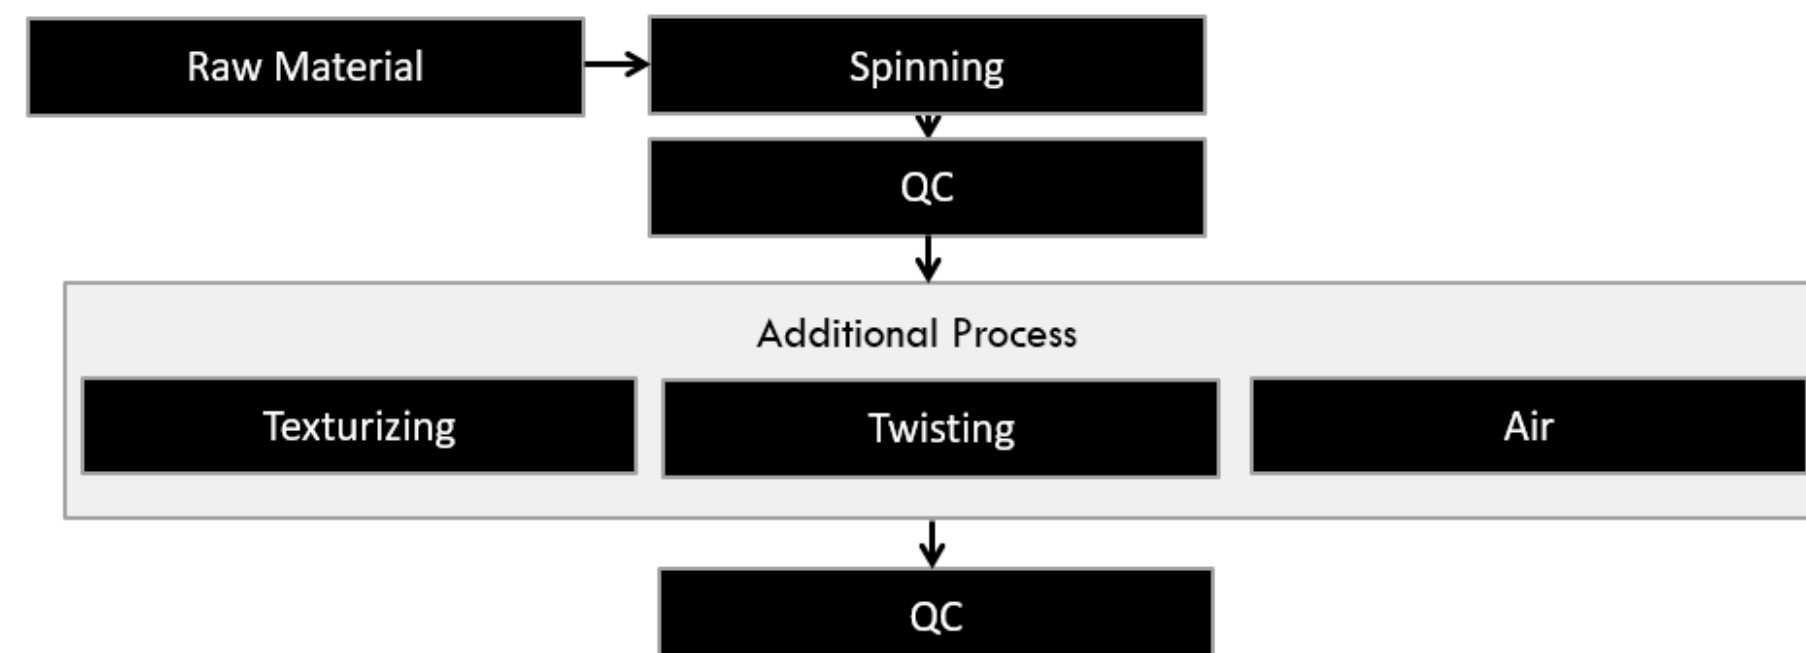 Raw Material
Spinning
QC
Additional Process
Texturizing
Twisting
Air
QC